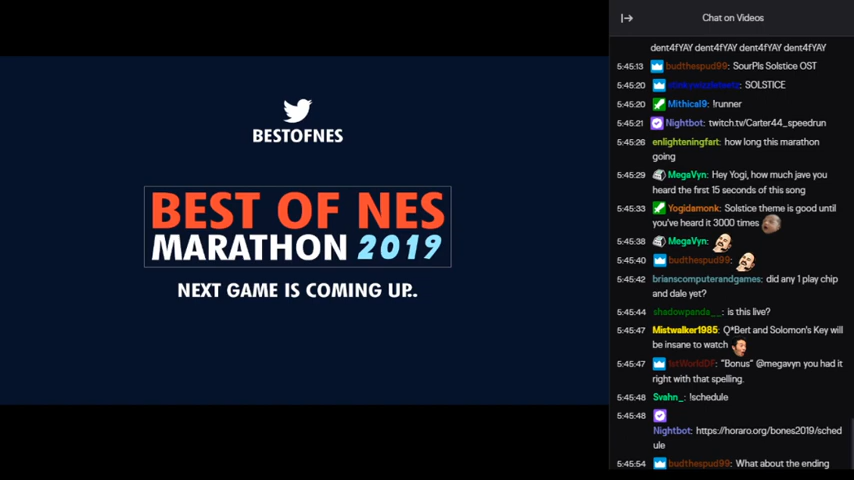 BESTOFNES
BEST OF NES
MARATHON 2019
NEXT GAME IS COMING UP..
Chat on Videos
dent4fYAY dent4fYAY dent4fYAY dent4fYAY
5:45:13 budthespud99: SourPls Solstice OST
5:45:20 SOLSTICE
5:45:20 Mithical9: !runner
5:45:21 Nightbot: twitch.tv/Carter44_speedrun
5:45:26 enlighteningfart: how long this marathon
going
5:45:29 MegaVyn: Hey Yogi, how much jave you
heard the first 15 seconds of this song
5:45:33 Yogidamonk: Solstice theme is good until
you've heard it 3000 times
5:45:38 MegaVyn:
5:45:40 budthespud99:
5:45:42 brianscomputerandgames: did any 1 play chip
and dale yet?
5:45:44 shadowpanda__: is this live?
5:45:47 Mistwalker1985: Q*Bert and Solomon's Key will
be insane to watch
5:45:47 1stWorldDF: "Bonus" @megavyn you had it
right with that spelling.
5:45:48 Svahn_: !schedule
5:45:48
Nightbot: https://horaro.org/bones2019/sched
ule
5:45:54 budthespud99: What about the ending